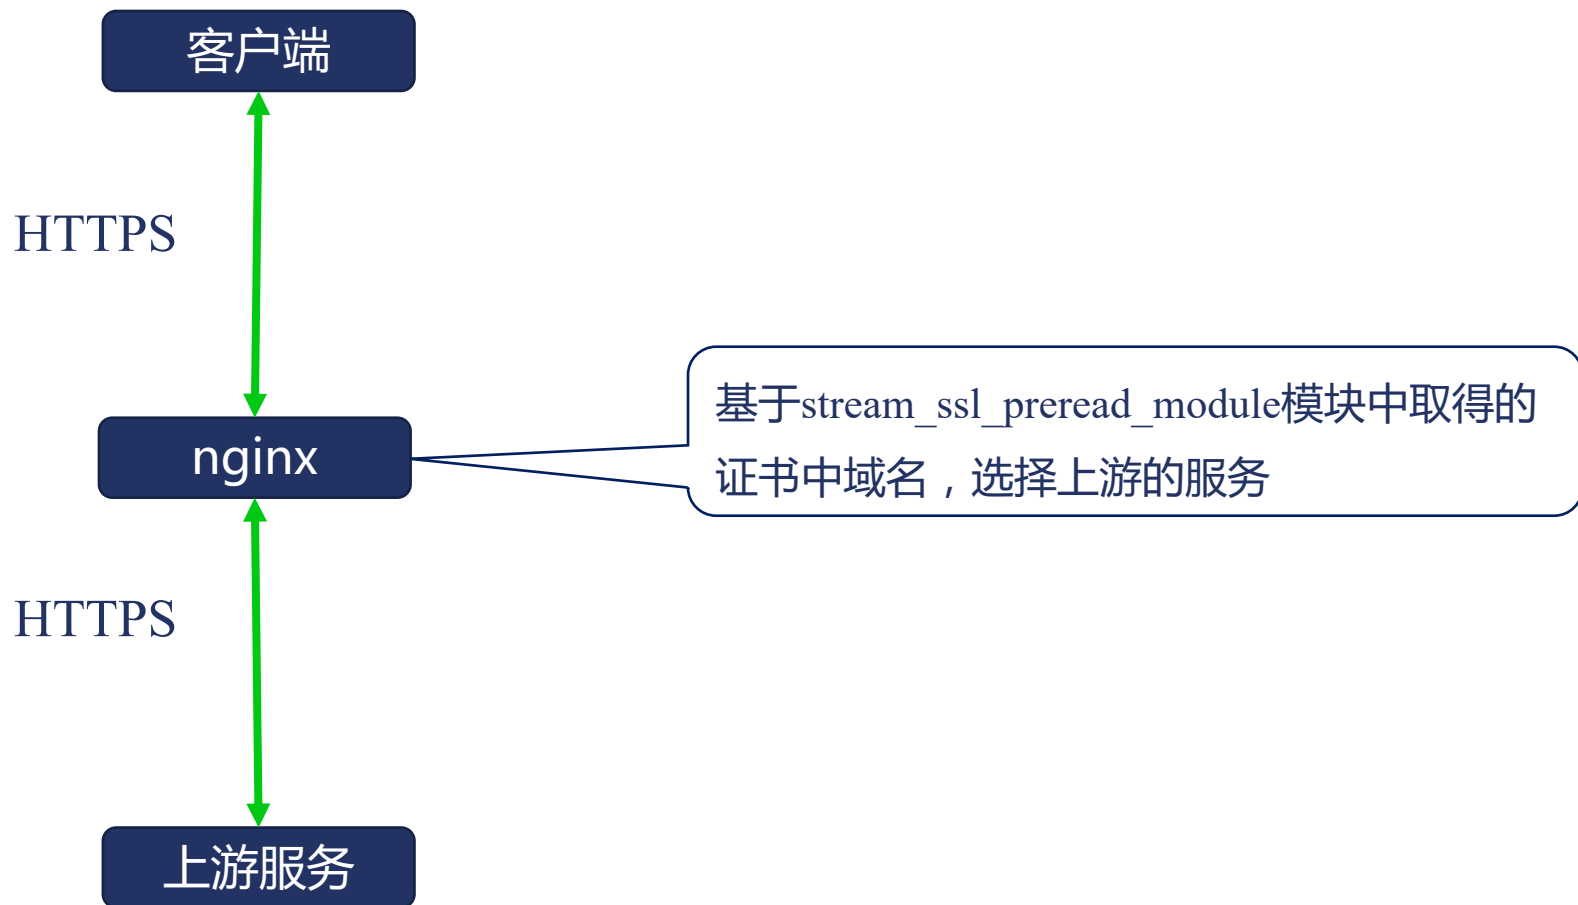 客户端
HTTPS
nginx
基于stream_ssl_preread_module模块中取得的
证书中域名，选择上游的服务
HTTPS
上游服务